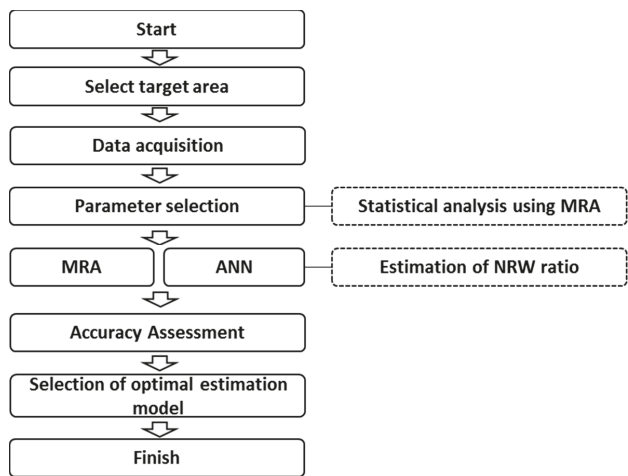 Start
Select target area
Data acquisition
Parameter selection
Statistical analysis using MRA
MRA
ANN
Estimation of NRW ratio
Accuracy Assessment
Selection of optimal estimation
model
Finish